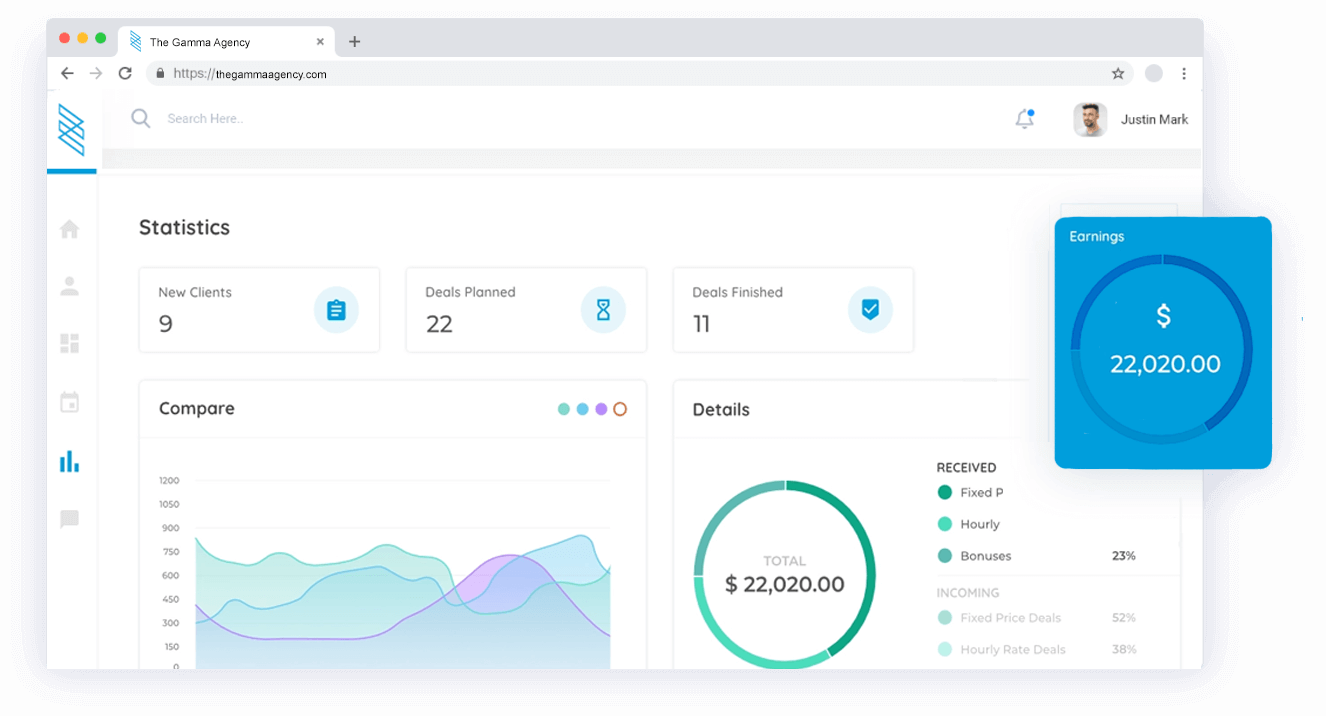 The Gamma Agency
https://thegammaagency.com
Search Here..
Justin Mark
Statistics
Earnings
$
22,020.00
New Clients
9
Deals Planned
22
Deals Finished
11
Compare
1200
1050
900
750
600
450
300
150
0
Details
TOTAL
$ 22,020.00
RECEIVED
Fixed P
Hourly
Bonuses 23%
INCOMING
Fixed Price Deals 52%
Hourly Rate Deals 38%